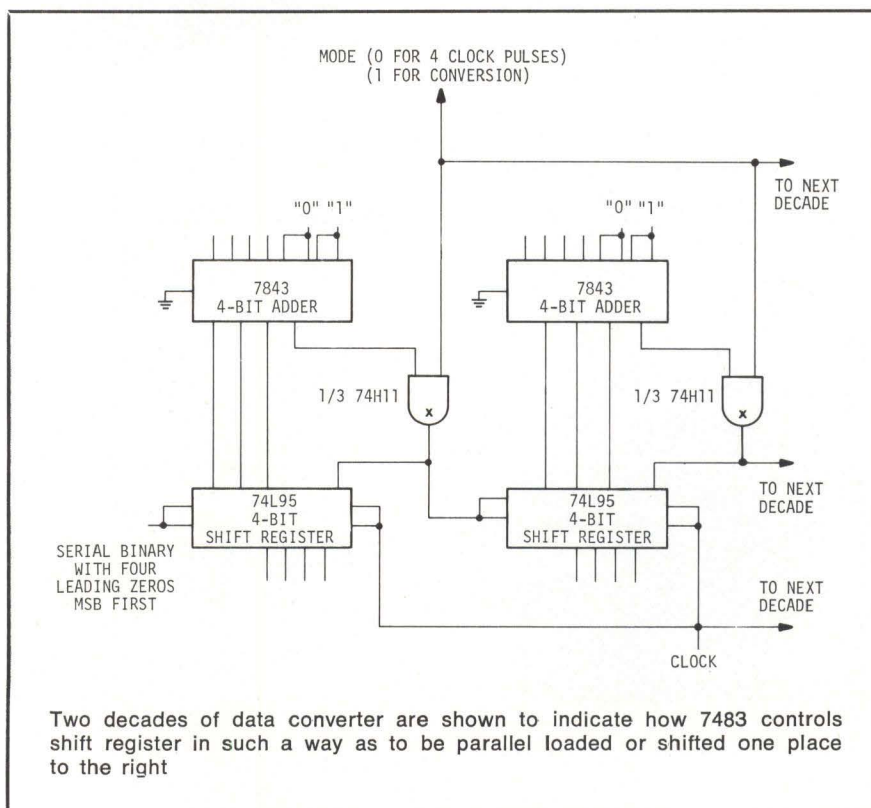 MODE (0 FOR 4 CLOCK PULSES)
(1 FOR CONVERSION)
TO NEXT
DECADE
"0" "1"
"0" "1"
7843
4-BIT ADDER
7843
4-BIT ADDER
1/3 74H11
X
1/3 74H11
X
74L95
4-BIT
SHIFT REGISTER
74L95
4-BIT
SHIFT REGISTER
TO NEXT
DECADE
SERIAL BINARY
WITH FOUR
LEADING ZEROS
MSB FIRST
TO NEXT
DECADE
CLOCK
Two decades of data converter are shown to indicate how 7483 controls
shift register in such a way as to be parallel loaded or shifted one place
to the right